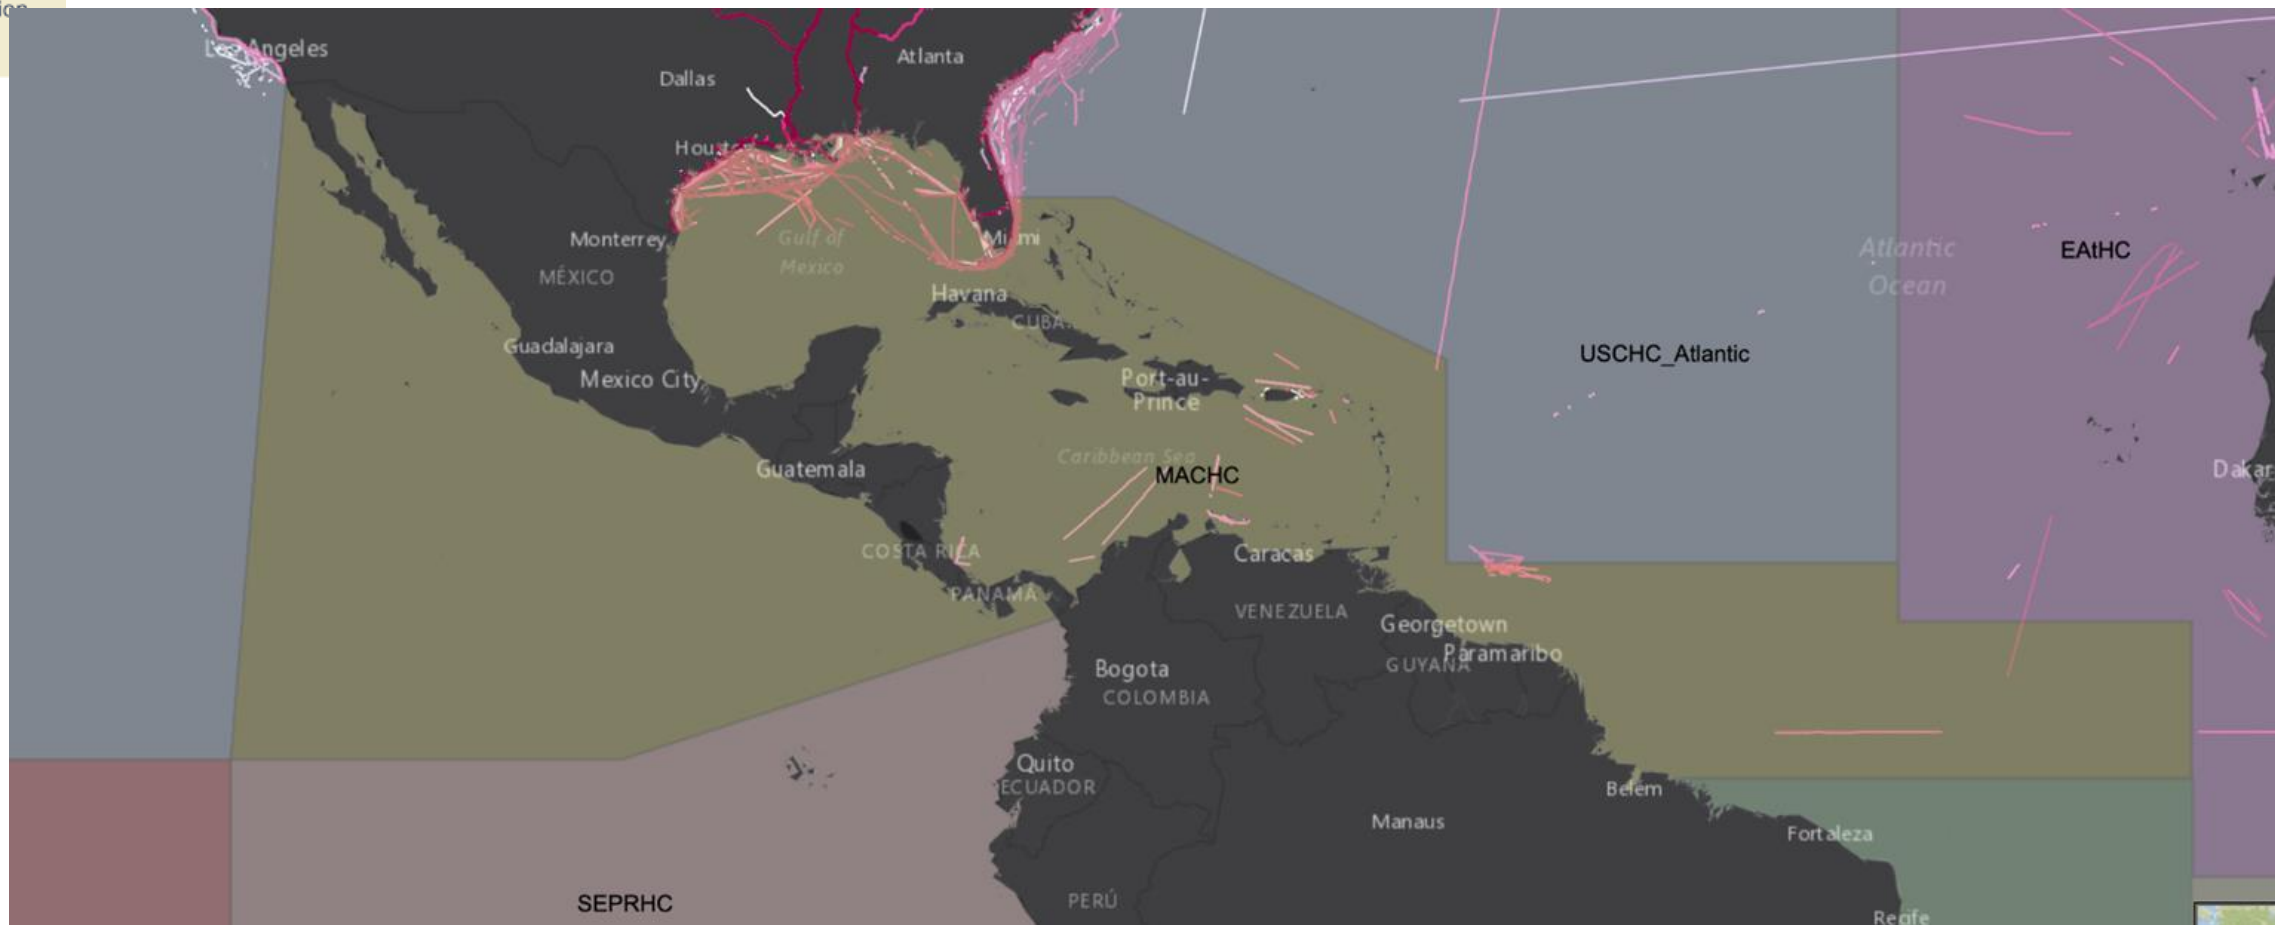 Los Angeles
Atlanta
Dallas
Houston
Monterrey
MÉXICO
Gulf of
Mexico
Miami
Havana
CUBA
Atlantic
Ocean
EAtHC
Guadalajara
Mexico City
Port-au-
Prince
USCHC_Atlantic
Caribbean Sea
MACHC
Guatemala
Dakar
COSTA RICA
PANAMÁ
Caracas
VENEZUELA
Georgetown
Paramaribo
GUYANA
Bogota
COLOMBIA
Quito
ECUADOR
Belém
Manaus
Fortaleza
SEPRHC
PERÚ
Recife